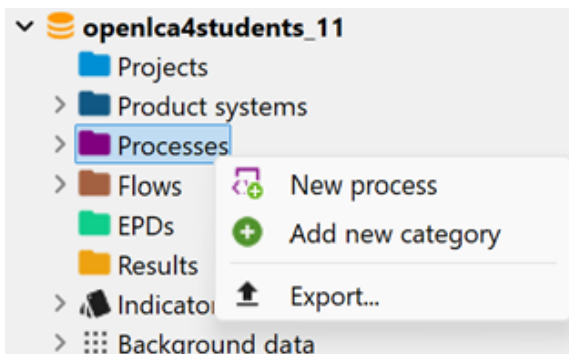 openlca4students_11
Projects
Product systems
Processes
New process
Flows
Add new category
EPDs
Results
Export...
Background data